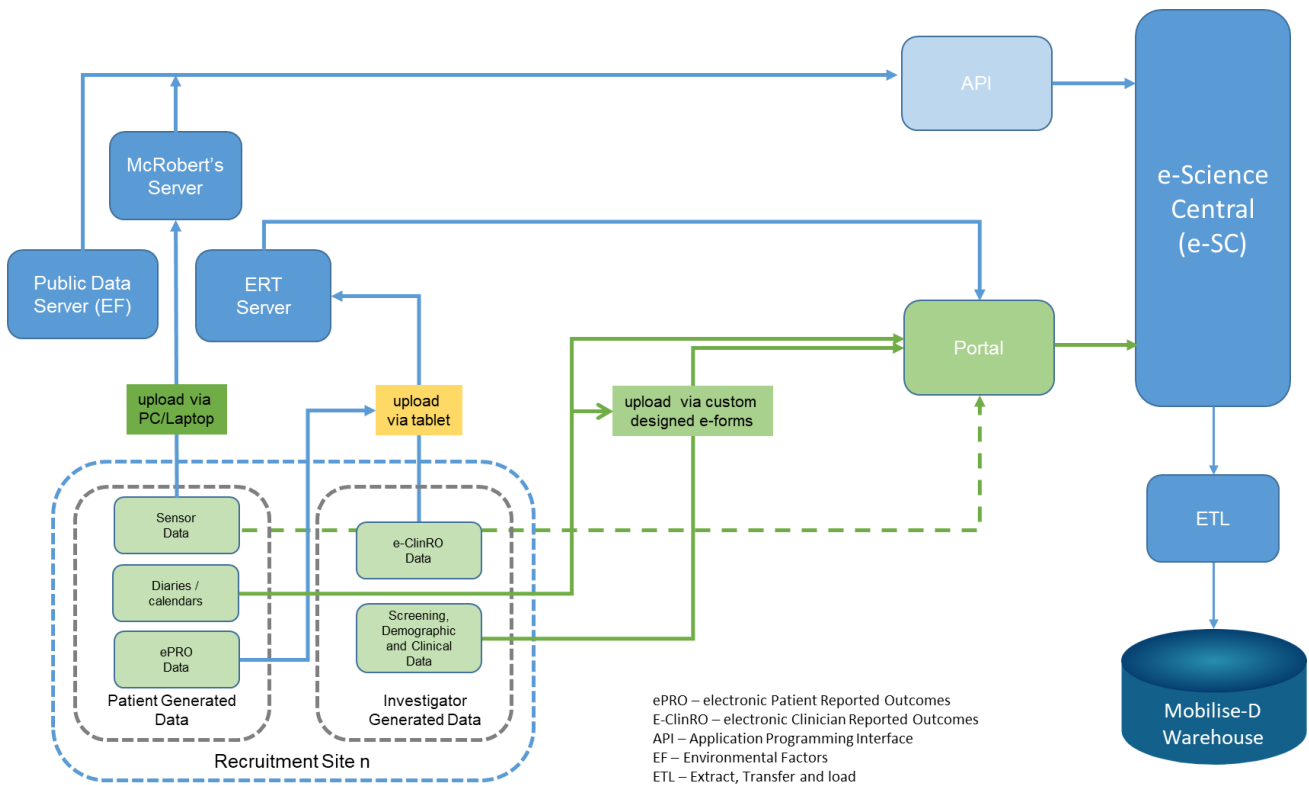 API
e-Science
Central
(e-SC)
McRobert's
Server
Public Data
Server (EF)
ERT
Server
Portal
upload via
PC/Laptop
upload
via tablet
upload  via custom
designed e-forms
ETL
Sensor
Data
e-ClinRO
Data
Diaries /
calendars
Screening,
Demographic
and Clinical
Data
ePRO
Data
Patient Generated
Data
Investigator
Generated Data
Recruitment Site n
ePRO – electronic Patient Reported Outcomes
E-ClinRO – electronic Clinician Reported Outcomes
API – Application Programming Interface
EF – Environmental Factors
ETL – Extract, Transfer and load
Mobilise-D
Warehouse